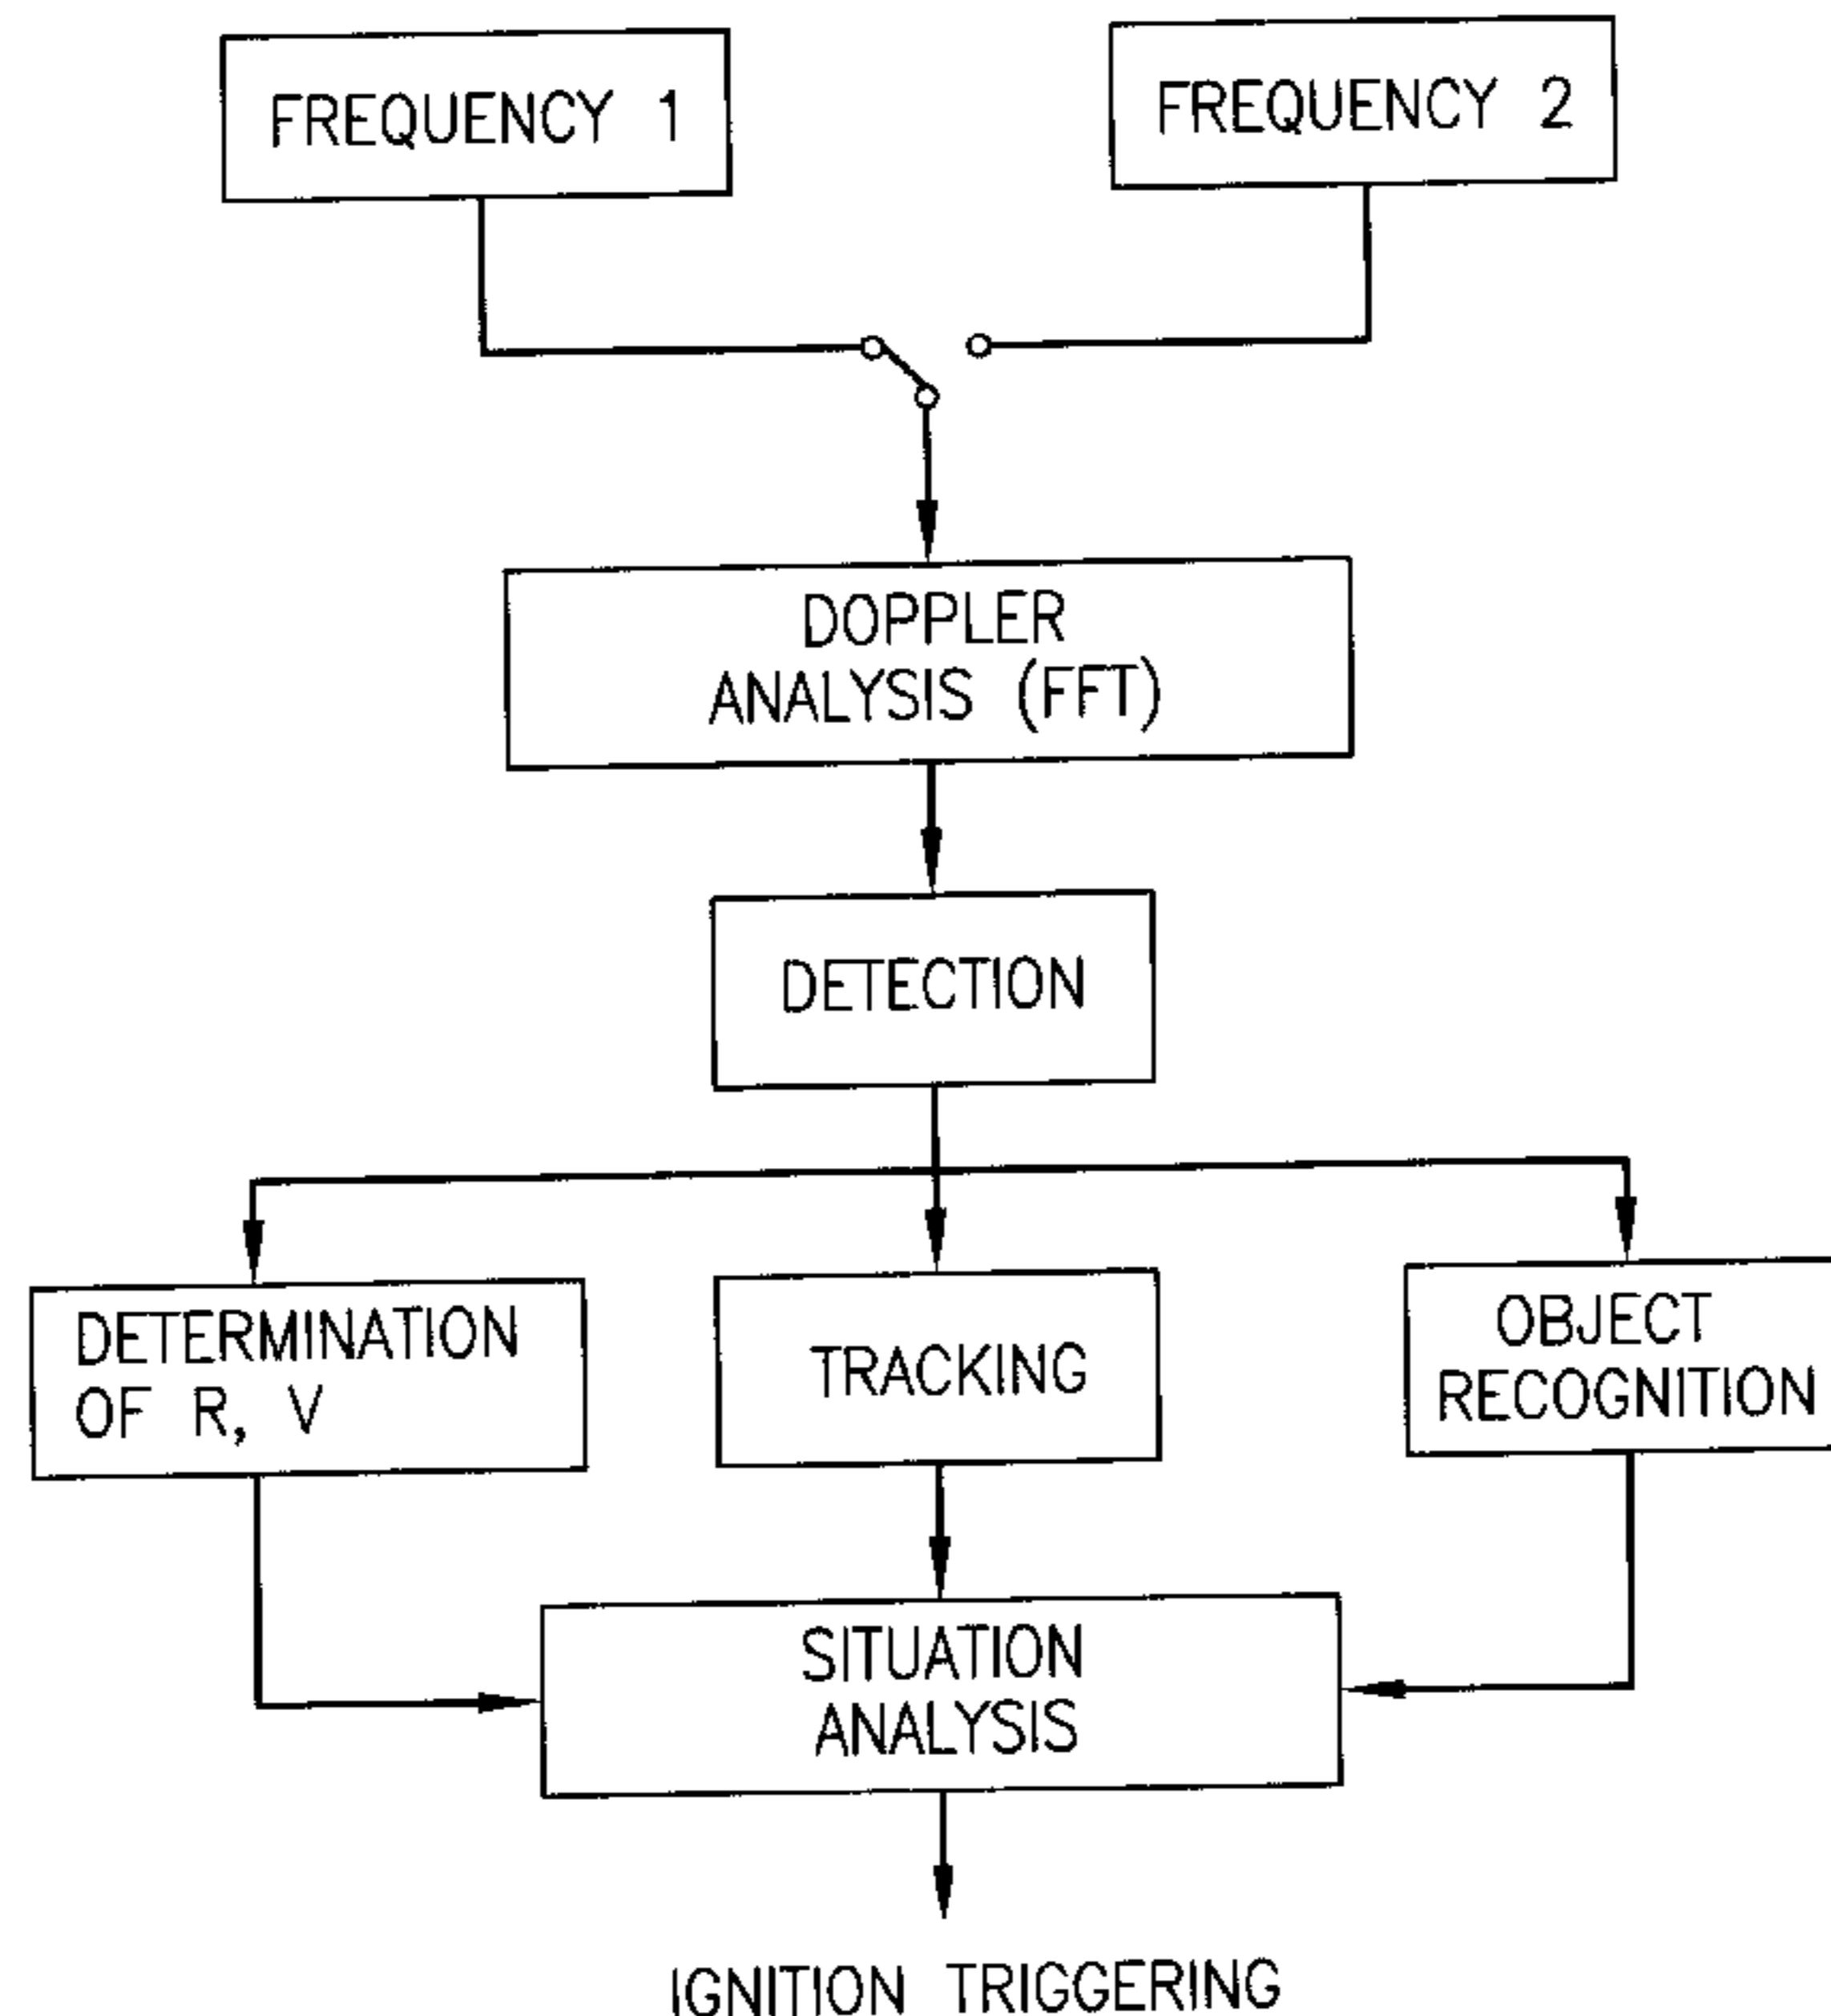 FREQUENCY 1
FREQUENCY 2
DOPPLER
ANALYSIS (FFT)
DETECTION
DETERMINATION
OF R, V
TRACKING
OBJECT
RECOGNITION
SITUATION
ANALYSIS
IGNITION TRIGGERING